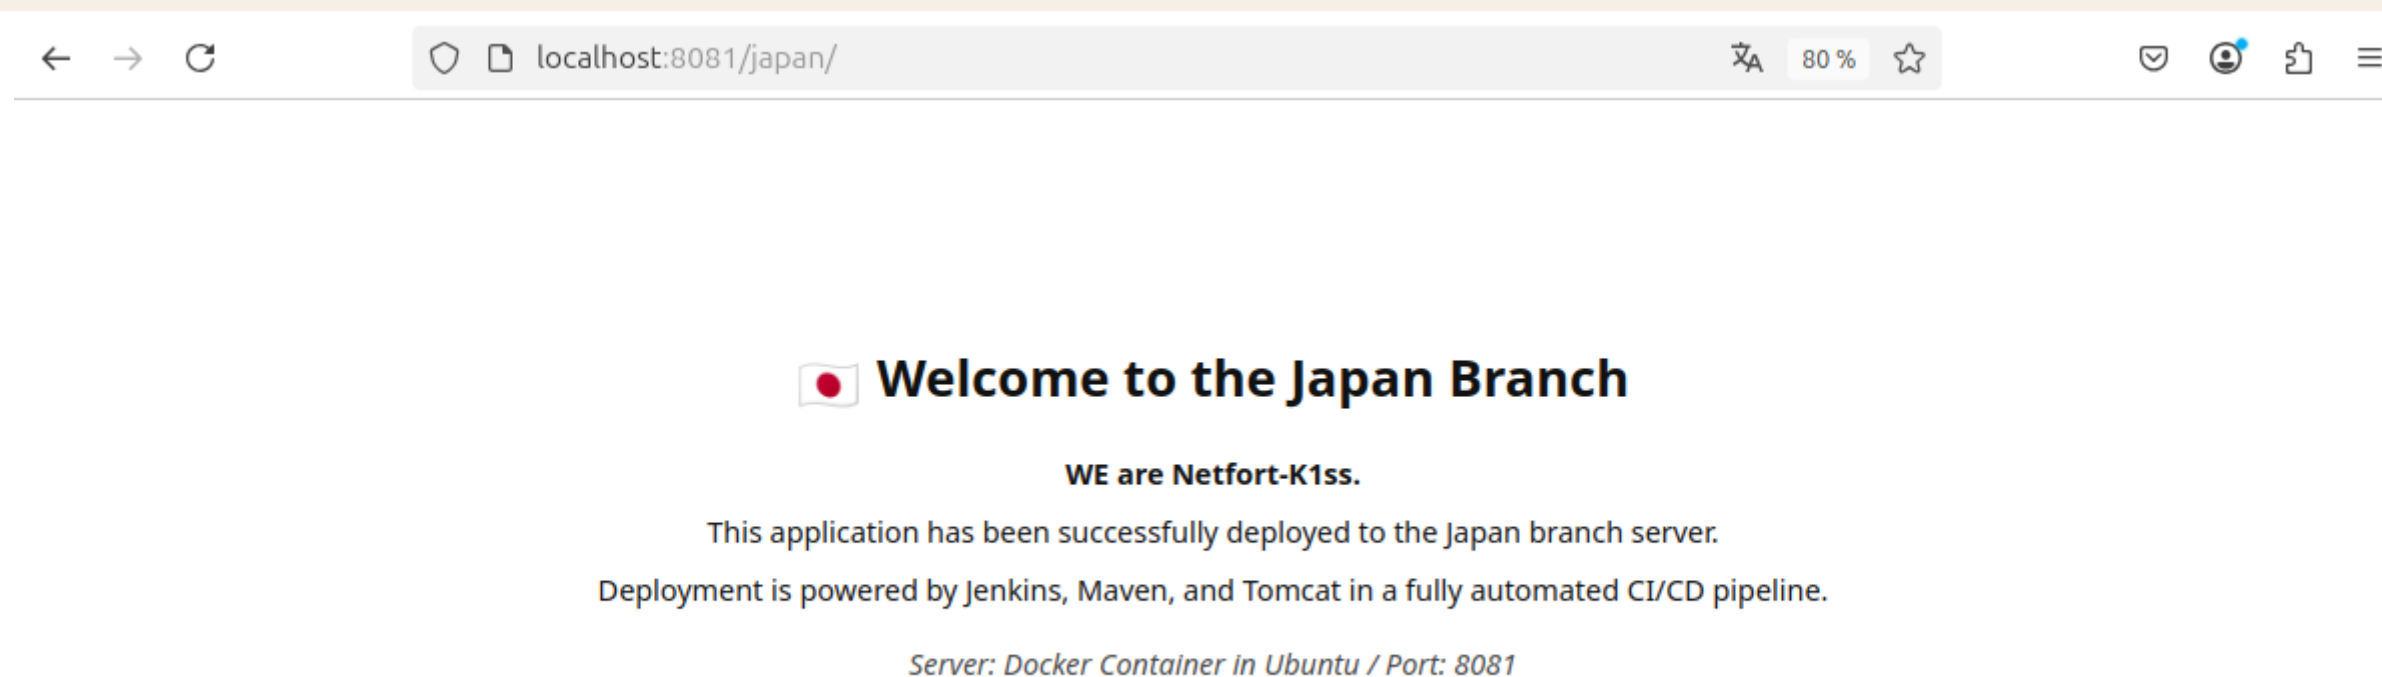 localhost:8081/japan/
80 %
🇯🇵 Welcome to the Japan Branch
WE are Netfort-K1ss.
This application has been successfully deployed to the Japan branch server.
Deployment is powered by Jenkins, Maven, and Tomcat in a fully automated CI/CD pipeline.
Server: Docker Container in Ubuntu / Port: 8081